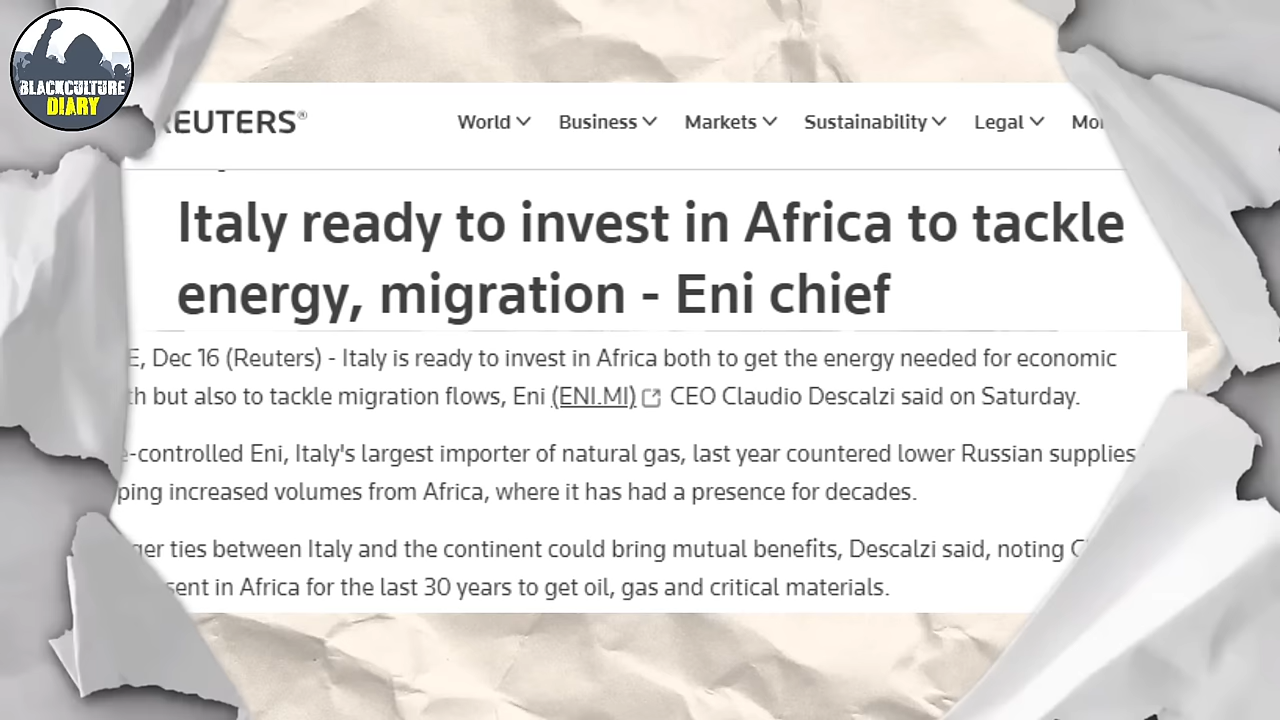 BLACKCULTURE
DIARY
REUTERS®
World Business Markets Sustainability Legal
Italy ready to invest in Africa to tackle
energy, migration - Eni chief
Dec 16 (Reuters) - Italy is ready to invest in Africa both to get the energy needed for economic
but also to tackle migration flows, Eni (ENI.MI) CEO Claudio Descalzi said on Saturday.
-controlled Eni, Italy's largest importer of natural gas, last year countered lower Russian supplies
increased volumes from Africa, where it has had a presence for decades.
ties between Italy and the continent could bring mutual benefits, Descalzi said, noting
in Africa for the last 30 years to get oil, gas and critical materials.